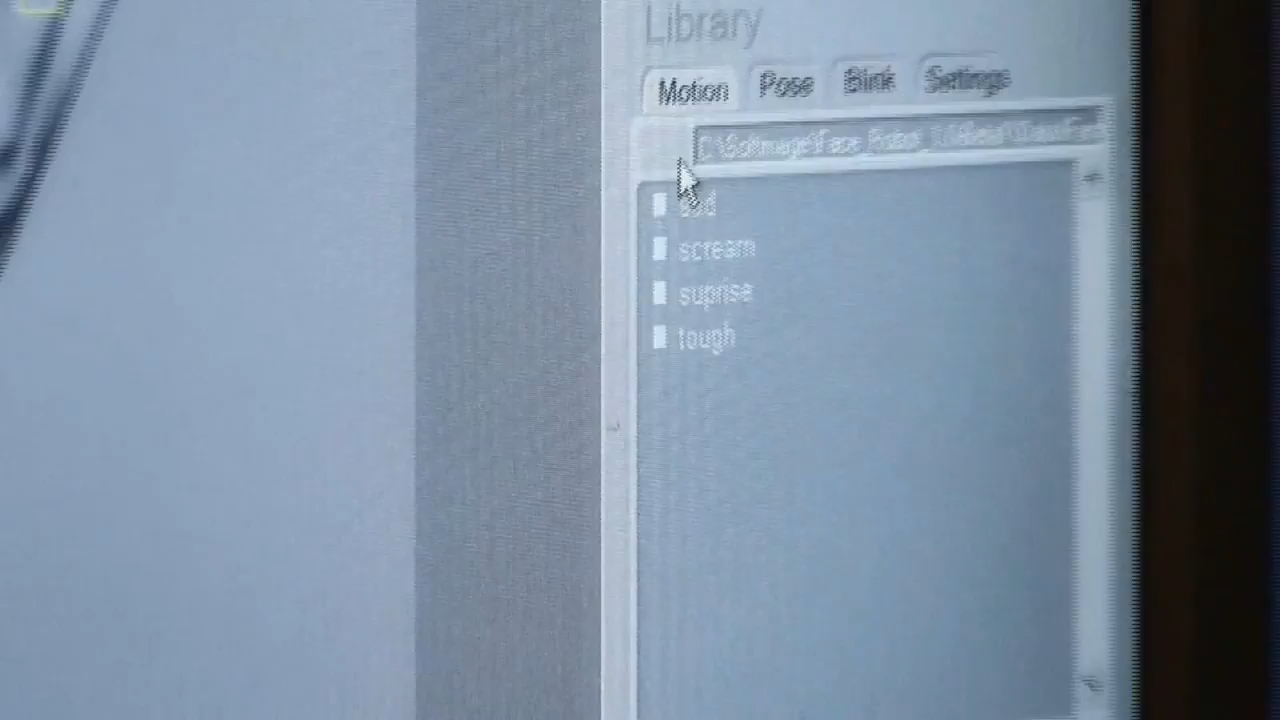 Library
Motion Pose Blink Settings
scream
suprise
tough